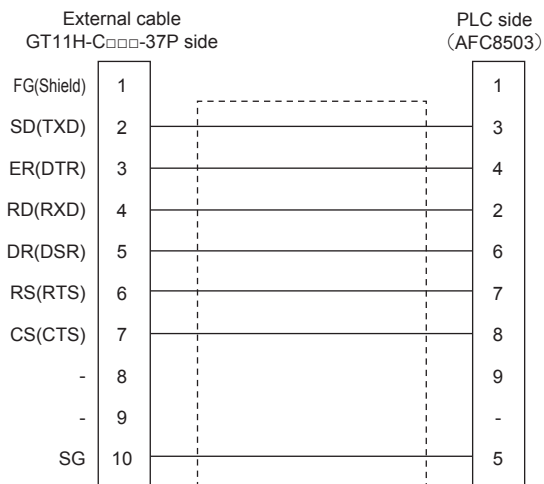 External cable PLC side
GT11H-C□□□-37P side （AFC8503）
FG(Shield) 1 1
SD(TXD) 2 3
ER(DTR) 3 4
RD(RXD) 4 2
DR(DSR) 5 6
RS(RTS) 6 7
CS(CTS) 7 8
- 8 9
- 9 -
SG 10 5